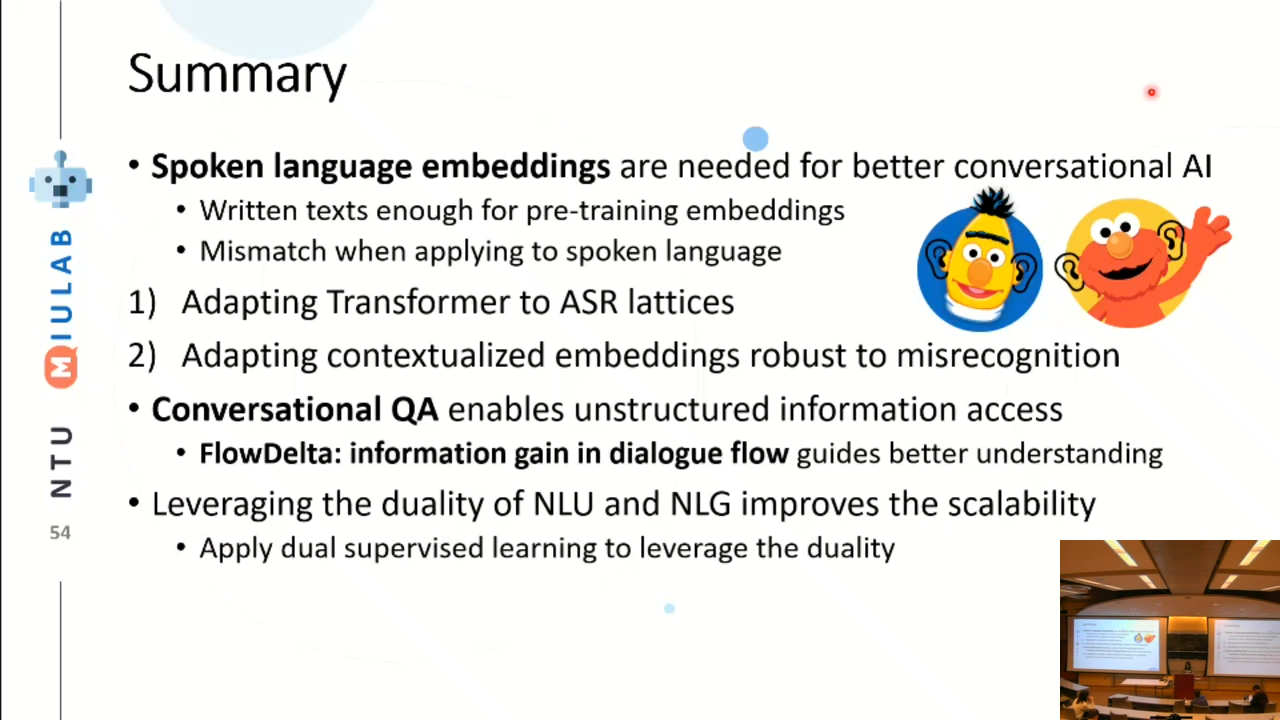 Summary
• Spoken language embeddings are needed for better conversational AI
• Written texts enough for pre-training embeddings
• Mismatch when applying to spoken language
1) Adapting Transformer to ASR lattices
2) Adapting contextualized embeddings robust to misrecognition
• Conversational QA enables unstructured information access
• FlowDelta: information gain in dialogue flow guides better understanding
• Leveraging the duality of NLU and NLG improves the scalability
• Apply dual supervised learning to leverage the duality
NTU MIULAB
54